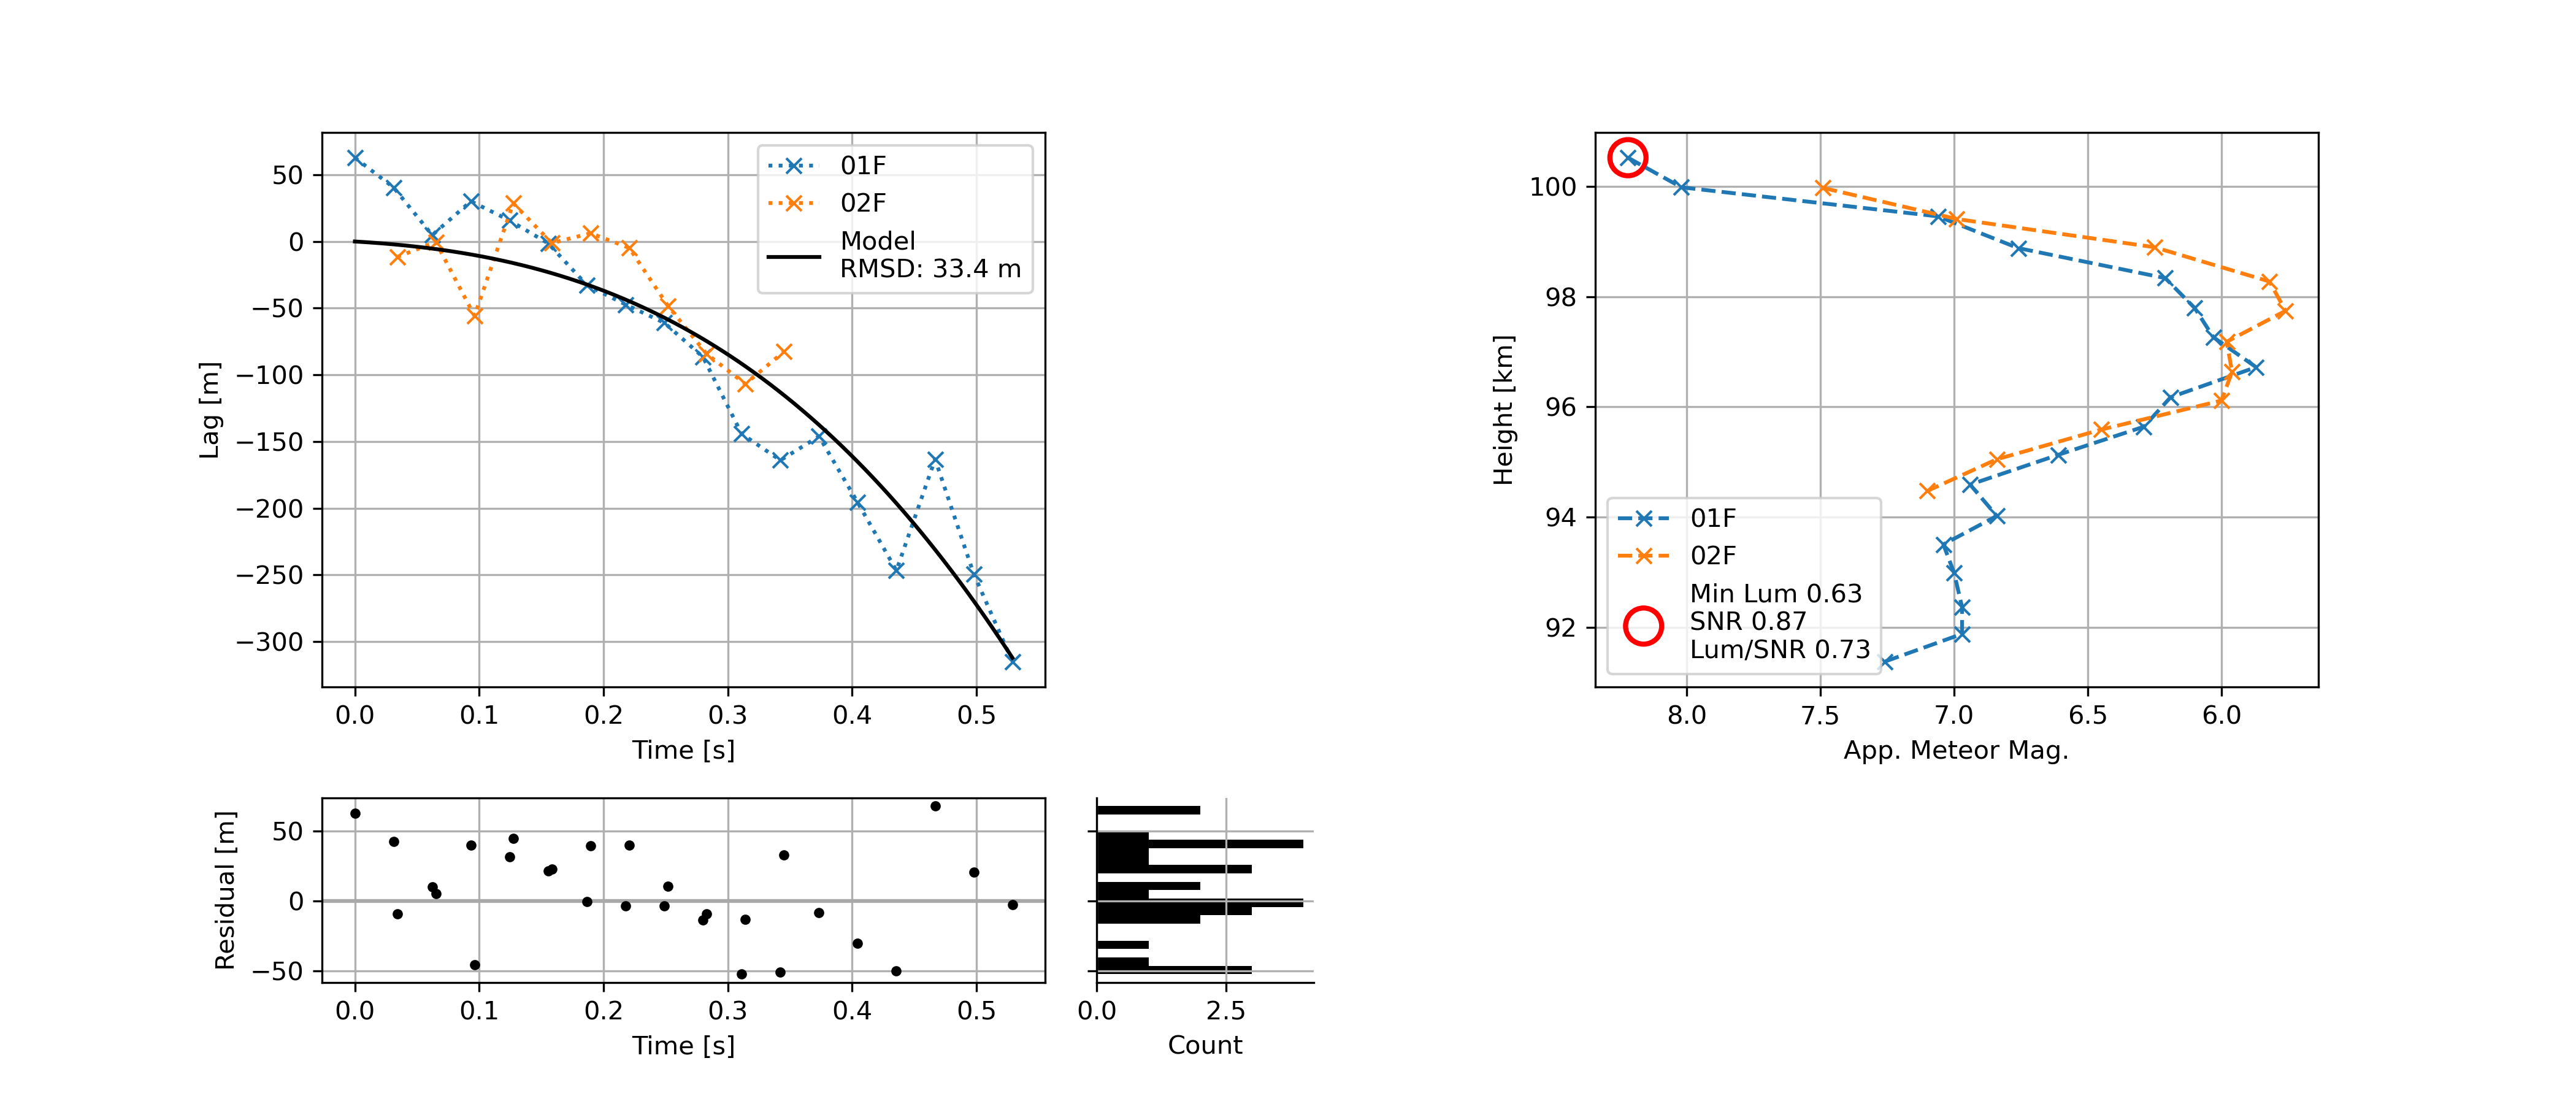 50
0
−50
−100
−150
−200
−250
−300
Lag [m]
0.0 0.1 0.2 0.3 0.4 0.5
Time [s]
01F
02F
Model
RMSD: 33.4 m
100
98
96
94
92
Height [km]
8.0 7.5 7.0 6.5 6.0
App. Meteor Mag.
01F
02F
Min Lum 0.63
SNR 0.87
Lum/SNR 0.73
50
0
−50
Residual [m]
0.0 0.1 0.2 0.3 0.4 0.5
Time [s]
0.0 2.5
Count